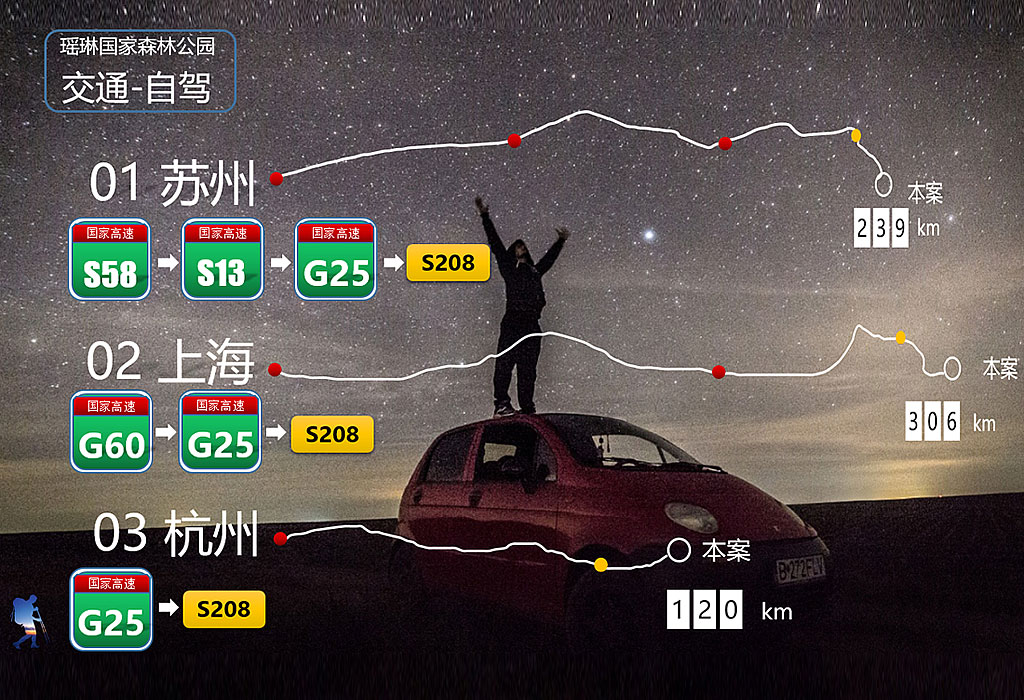 瑶琳国家森林公园
交通-自驾
01 苏州
本案
239 km
国家高速 国家高速 国家高速
S58 S13 G25 S208
02 上海
本案
306 km
国家高速 国家高速
G60 G25 S208
03 杭州
本案
B 272 FLV
120 km
国家高速
G25 S208